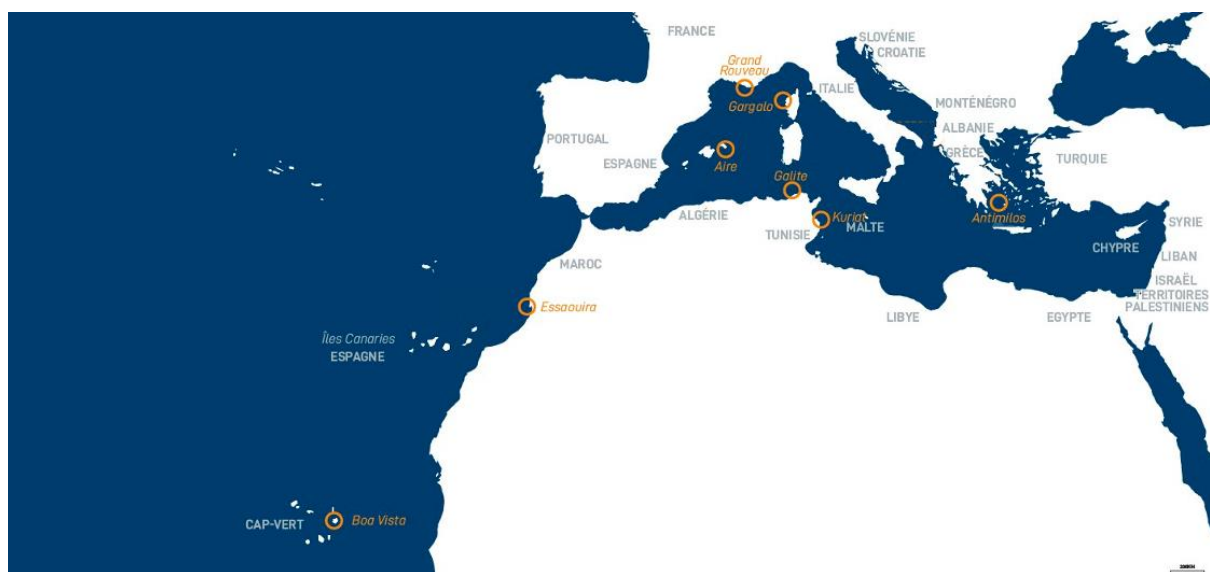 FRANCE
SLOVÉNIE
CROATIE
Grand
Rouveau
ITALIE
Gargalo
MONTÉNÉGRO
ALBANIE
PORTUGAL
GRÈCE
TURQUIE
ESPAGNE
Aire
Galite
ALGÉRIE
Kuriat
Antimilos
MALTE
TUNISIE
SYRIE
CHYPRE
LIBAN
MAROC
ISRAËL
TERRITOIRES
PALESTINIENS
Essaouira
LIBYE
EGYPTE
Îles Canaries
ESPAGNE
CAP-VERT
Boa Vista